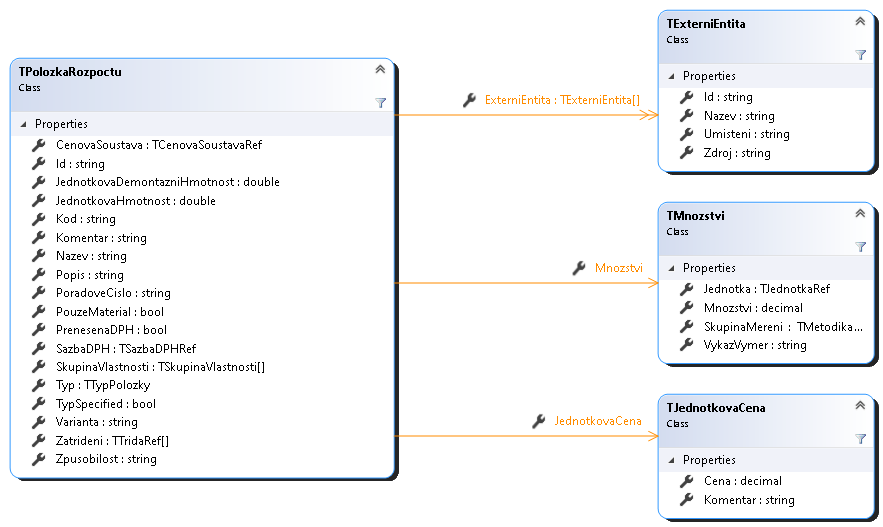 TPolozkaRozpoctu
Class
Properties
CenovaSoustava : TCenovaSoustavaRef
Id : string
JednotkovaDemontazniHmotnost : double
JednotkovaHmotnost : double
Kod : string
Komentar : string
Nazev : string
Popis : string
PoradoveCislo : string
PouzeMaterial : bool
PrenesenaDPH : bool
SazbaDPH : TSazbaDPHRef
SkupinaVlastnosti : TSkupinaVlastnosti[]
Typ : TTypPolozky
TypSpecified : bool
Varianta : string
Zatrideni : TTridaRef[]
Zpusobilost : string
ExterniEntita : TExterniEntita[]
TExterniEntita
Class
Properties
Id : string
Nazev : string
Umisteni : string
Zdroj : string
Mnozstvi
TMnozstvi
Class
Properties
Jednotka : TJednotkaRef
Mnozstvi : decimal
SkupinaMereni : TMetodika...
VykazVymer : string
JednotkovaCena
TJednotkovaCena
Class
Properties
Cena : decimal
Komentar : string